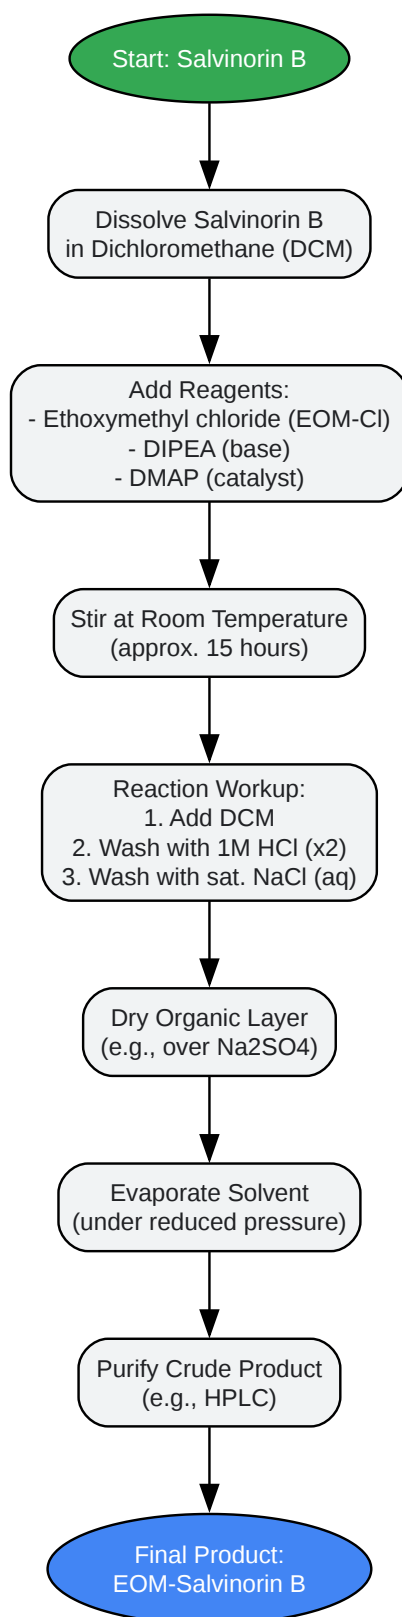 Start: Salvinorin B
Dissolve Salvinorin B
in Dichloromethane (DCM)
Add Reagents:
- Ethoxymethyl chloride (EOM-Cl)
- DIPEA (base)
- DMAP (catalyst)
Stir at Room Temperature
(approx. 15 hours)
Reaction Workup:
1. Add DCM
2. Wash with 1M HCl (x2)
3. Wash with sat. NaCl (aq)
Dry Organic Layer
(e.g., over Na2SO4)
Evaporate Solvent
(under reduced pressure)
Purify Crude Product
(e.g., HPLC)
Final Product:
EOM-Salvinorin B